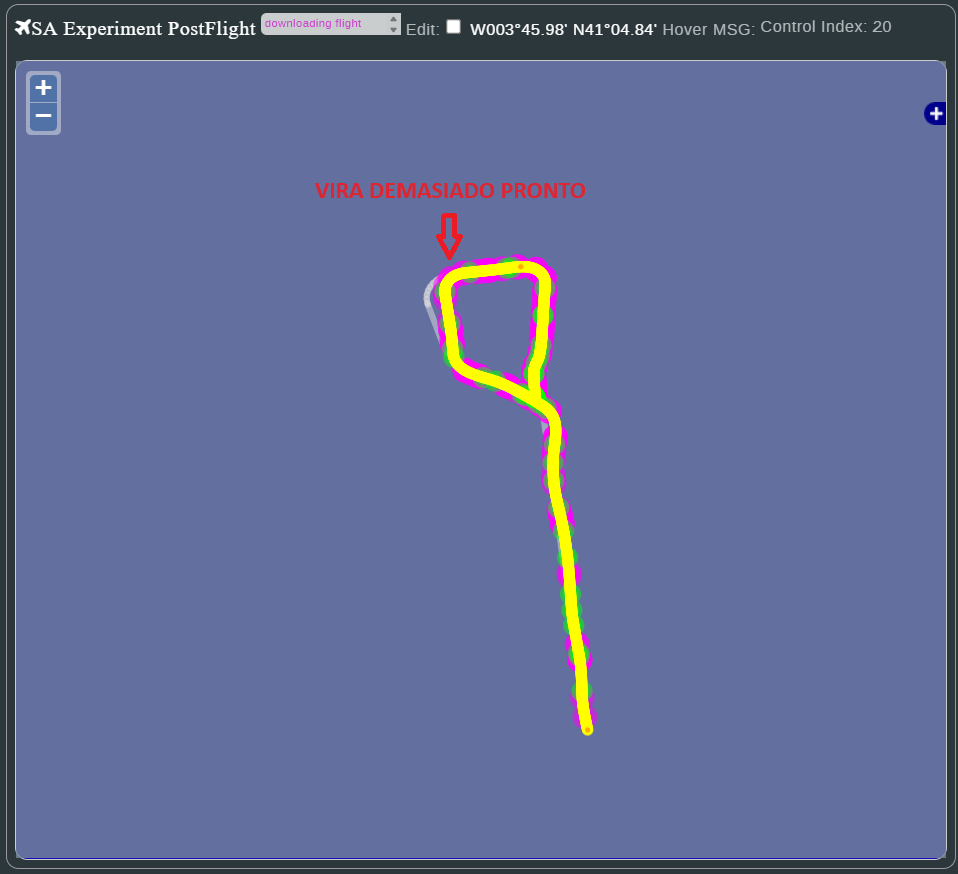 SA Experiment PostFlight downloading flight Edit: W003°45.98' N41°04.84' Hover MSG: Control Index: 20
+
−
+
VIRA DEMASIADO PRONTO